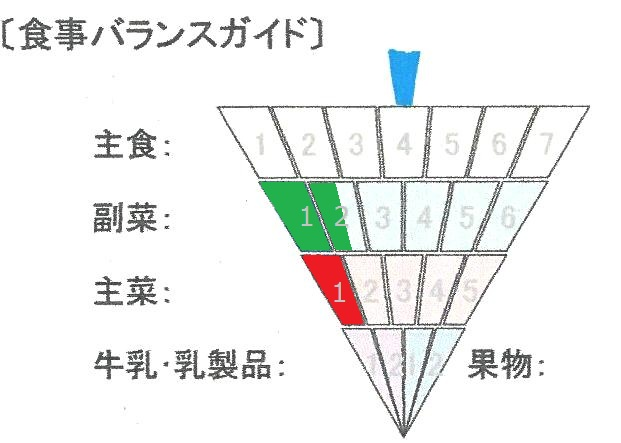 〔食事バランスガイド〕
主食： 1 2 3 4 5 6 7
副菜： 1 2 3 4 5 6
主菜： 1 2 3 4 5
牛乳・乳製品： 1 2 1 2 果物：